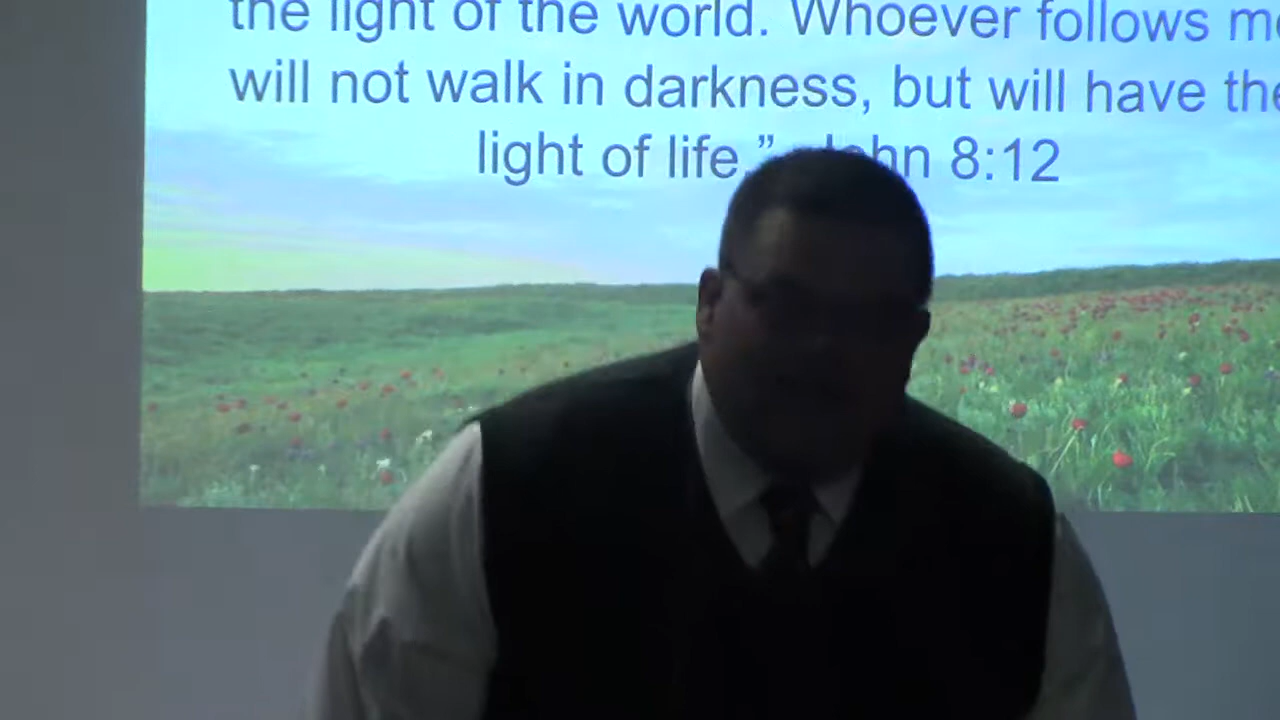 the light of the world. Whoever follows me
will not walk in darkness, but will have the
light of life.” John 8:12